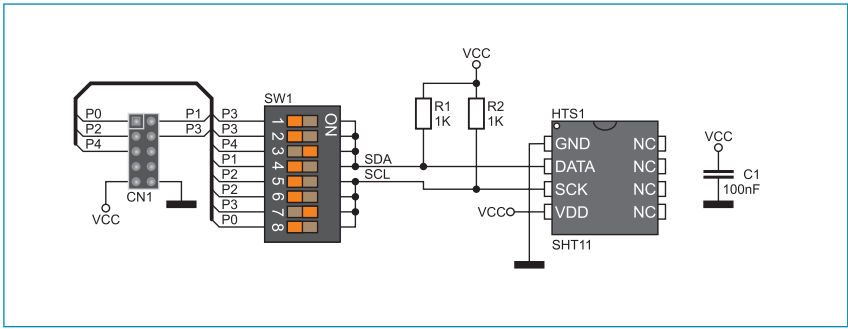 VCC
SW1
R1
1K
R2
1K
HTS1
P0 P1 P3 1 ON
P2 P3 P3 2
P4 P4 3
P1 4 SDA
P2 5 SCL
P2 6
P3 7
P0 8
CN1
VCC
GND NC
DATA NC
SCK NC
VCC VDD NC
SHT11
VCC
C1
100nF